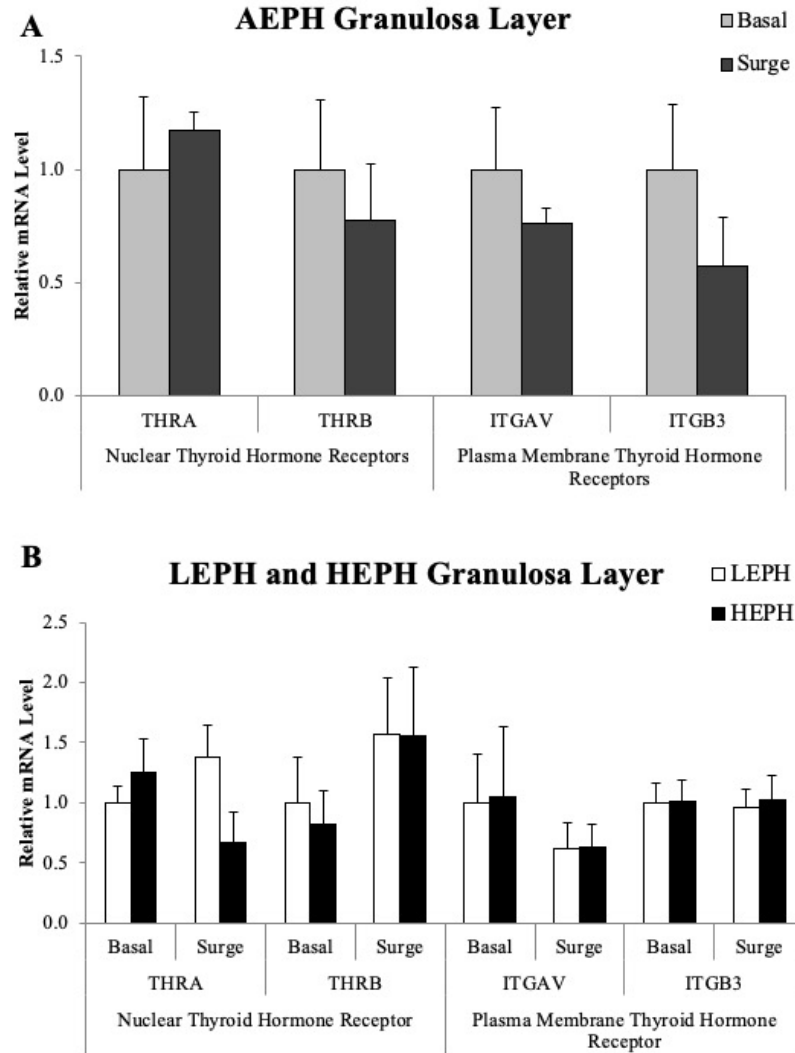 A
AEPH Granulosa Layer
Basal
Surge
Relative mRNA Level
1.5
1.0
0.5
0.0
THRA THRB ITGAV ITGB3
Nuclear Thyroid Hormone Receptors Plasma Membrane Thyroid Hormone
Receptors
B
LEPH and HEPH Granulosa Layer
LEPH
HEPH
Relative mRNA Level
2.5
2.0
1.5
1.0
0.5
0.0
Basal Surge Basal Surge Basal Surge Basal Surge
THRA THRB ITGAV ITGB3
Nuclear Thyroid Hormone Receptor Plasma Membrane Thyroid Hormone
Receptor